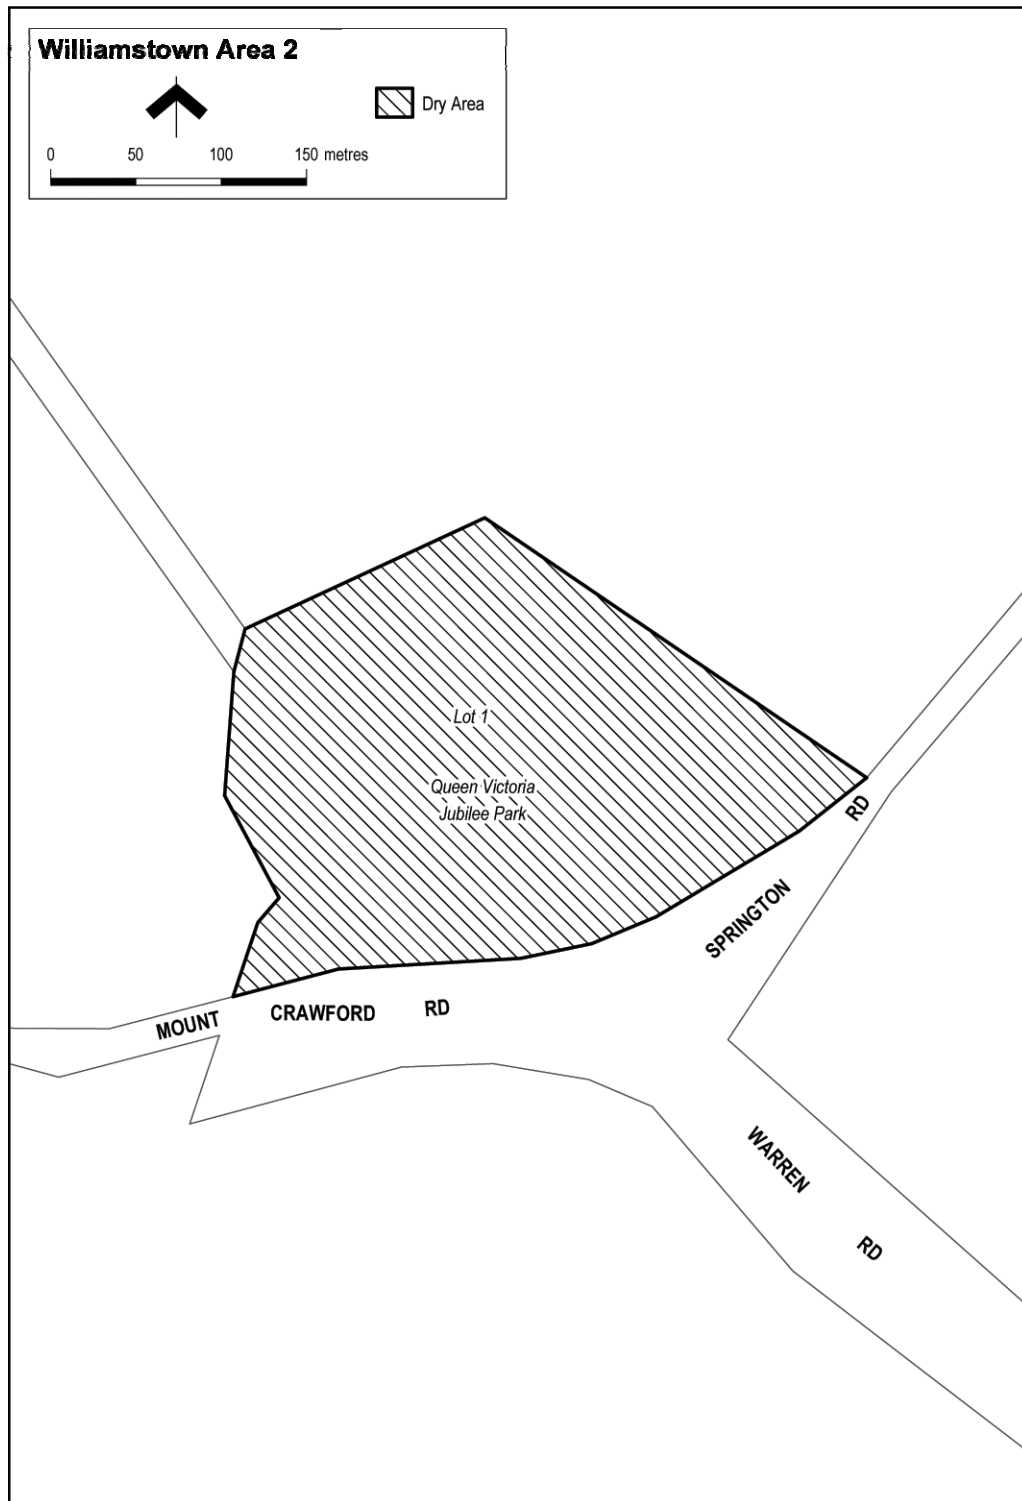 Williamstown Area 2
Dry Area
0 50 100 150 metres
Lot 1
Queen Victoria
Jubilee Park
RD
SPRINGTON
MOUNT CRAWFORD RD
WARREN
RD